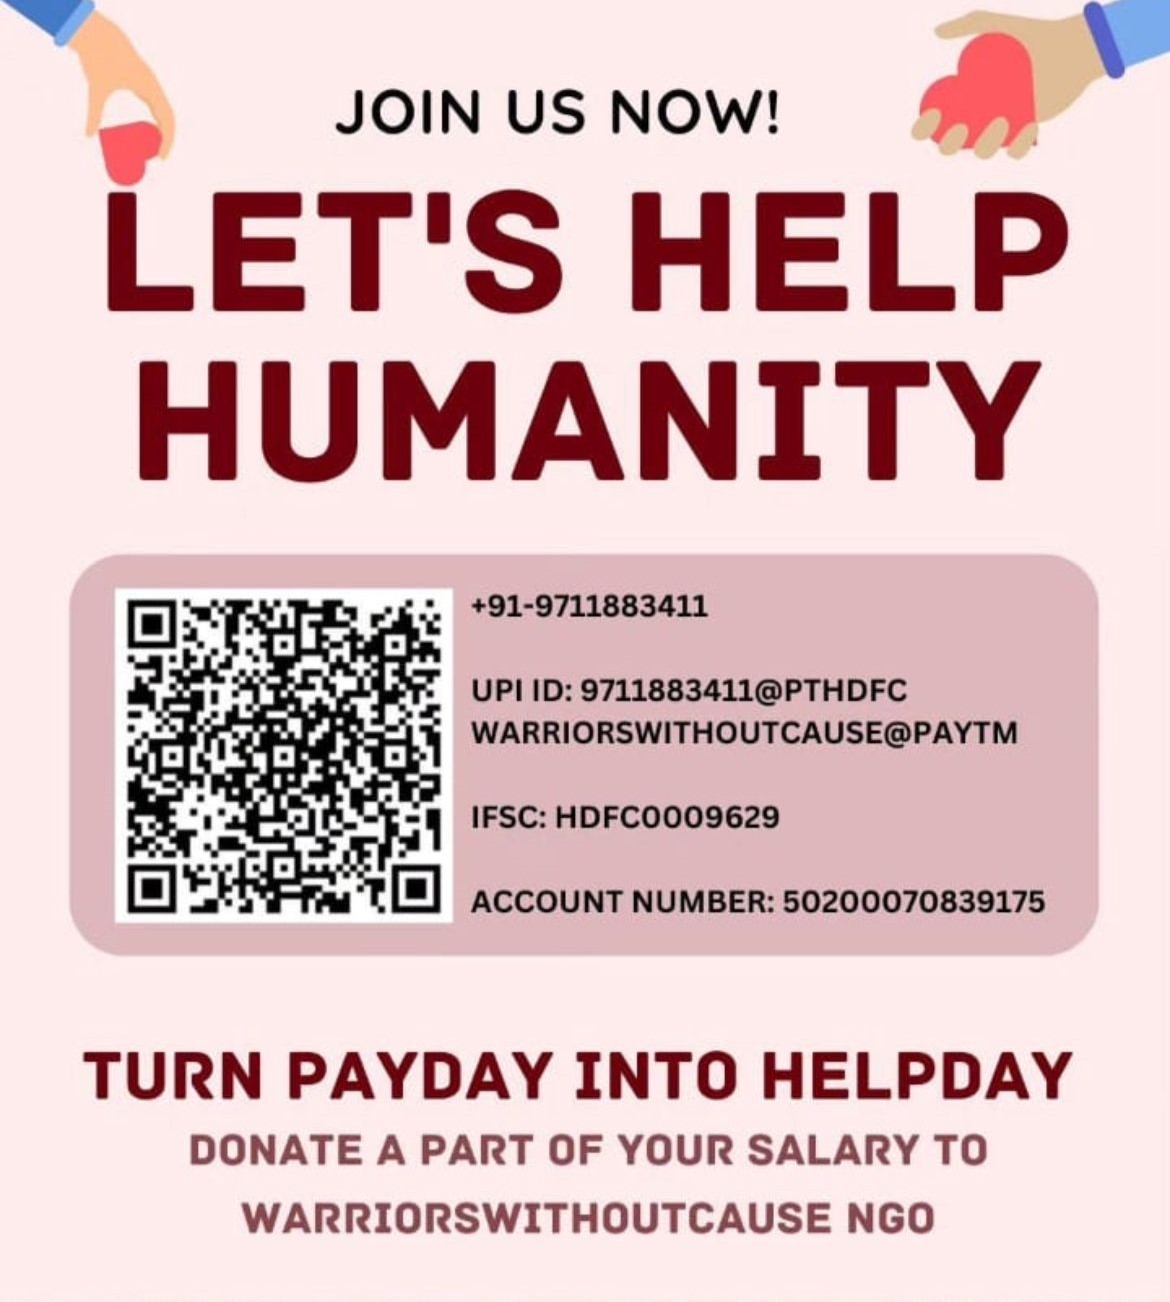 JOIN US NOW!
LET'S HELP
HUMANITY
+91-9711883411
UPI ID: 9711883411@PTHDFC
WARRIORSWITHOUTCAUSE@PAYTM
IFSC: HDFC0009629
ACCOUNT NUMBER: 50200070839175
TURN PAYDAY INTO HELPDAY
DONATE A PART OF YOUR SALARY TO
WARRIORSWITHOUTCAUSE NGO